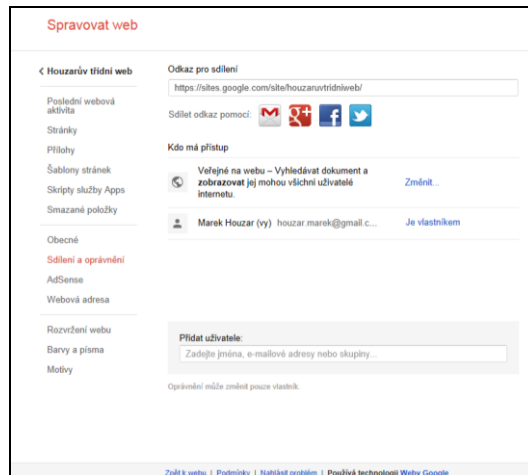 Spravovat web
Houzarův třídní web
Poslední webová
aktivita
Stránky
Přílohy
Šablony stránek
Skripty služby Apps
Smazané položky
Obecné
Sdílení a oprávnění
AdSense
Webová adresa
Rozvržení webu
Barvy a písma
Motivy
Odkaz pro sdílení
https://sites.google.com/site/houzaruvtridniweb/
Sdílet odkaz pomocí:
Kdo má přístup
Veřejné na webu – Vyhledávat dokument a
zobrazovat jej mohou všichni uživatelé
internetu.
Změnit...
Marek Houzar (vy) houzar.marek@gmail.c...
Je vlastníkem
Přidat uživatele:
Zadejte jména, e-mailové adresy nebo skupiny...
Oprávnění může změnit pouze vlastník.
Zpět k webu | Podmínky | Nahlásit problém | Používá technologii Weby Google